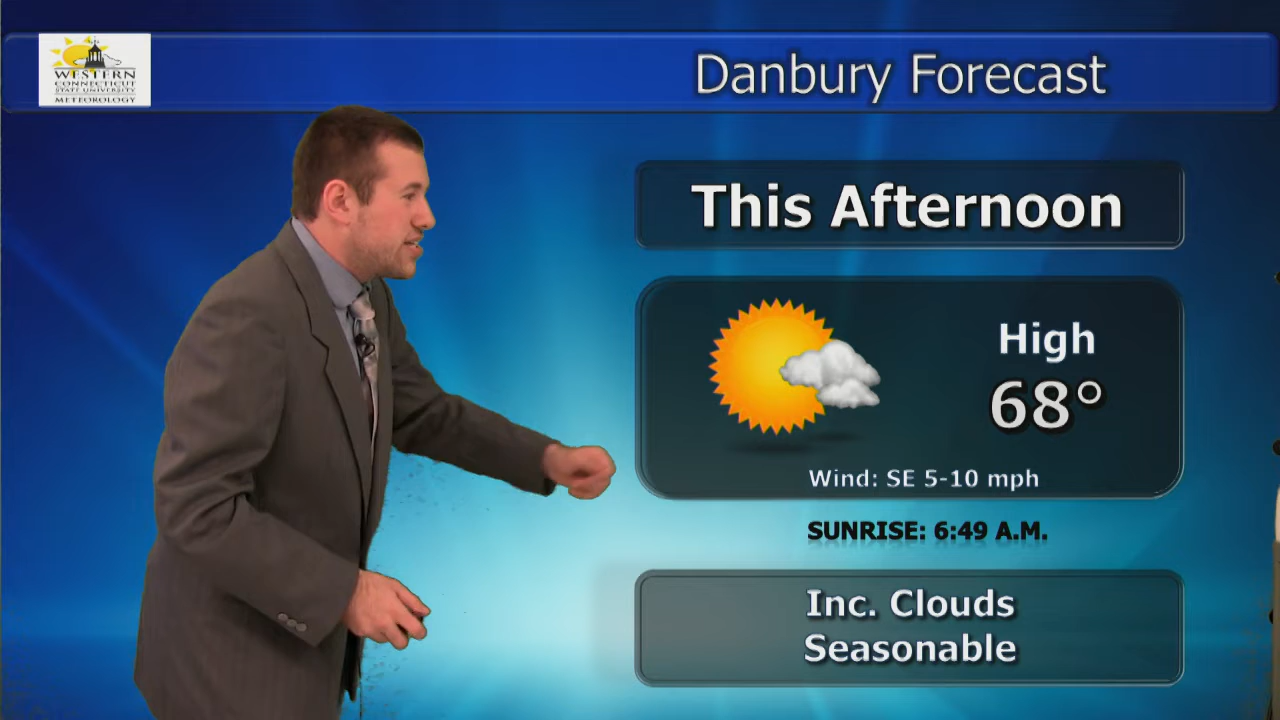 WESTERN
CONNECTICUT
STATE UNIVERSITY
METEOROLOGY
Danbury Forecast
This Afternoon
High
68°
Wind: SE 5-10 mph
SUNRISE: 6:49 A.M.
Inc. Clouds
Seasonable